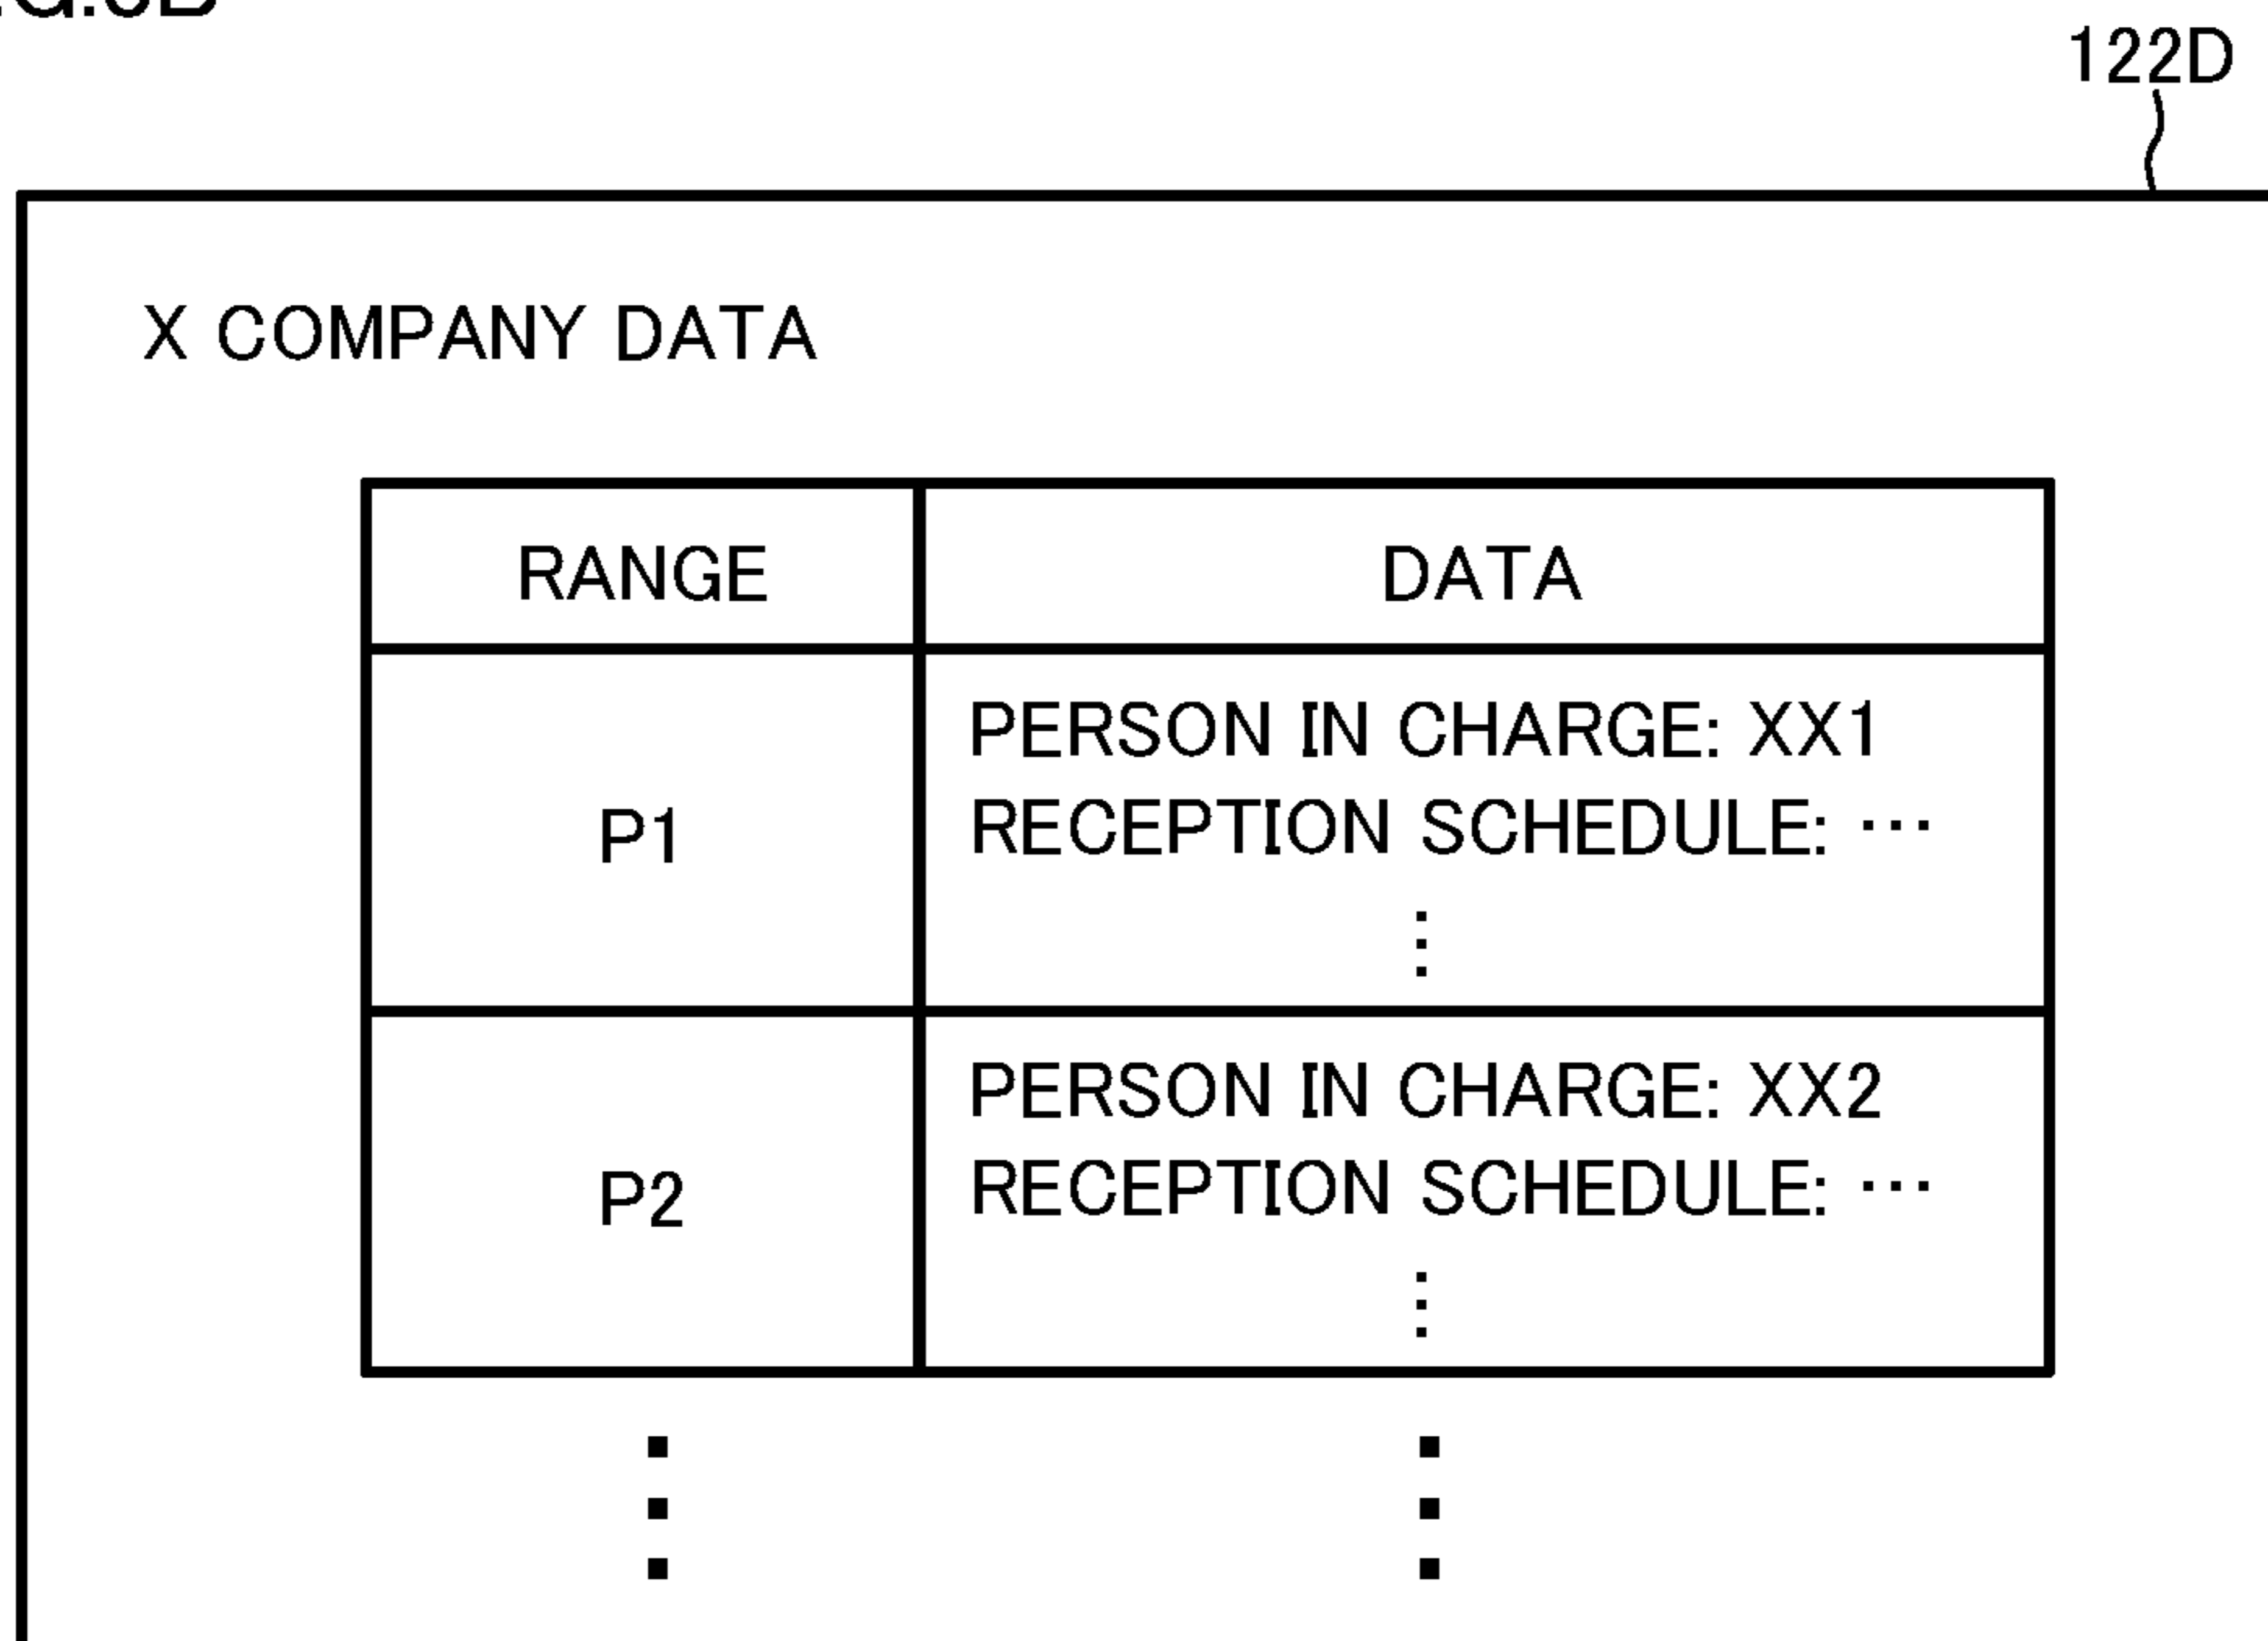 122D
X COMPANY DATA
RANGE DATA
P1
PERSON IN CHARGE: XX1
RECEPTION SCHEDULE: ···
P2
PERSON IN CHARGE: XX2
RECEPTION SCHEDULE: ···